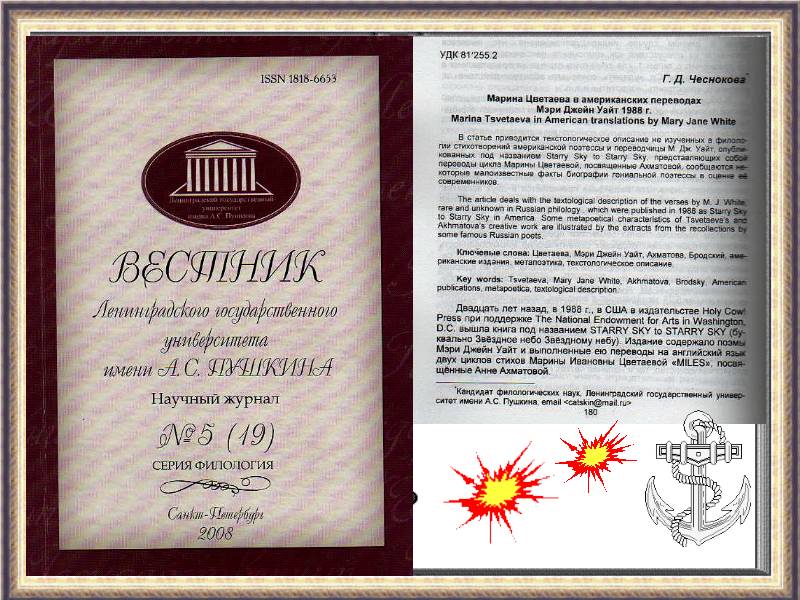 ISSN 1818-6653
Ленинградский государственный
университет
имени А.С. Пушкина
ВЕСТНИК
Ленинградского государственного
университета
имени А.С. ПУШКИНА
Научный журнал
№5 (19)
СЕРИЯ ФИЛОЛОГИЯ
Санкт-Петербург
2008
УДК 81'255.2
Г. Д. Чеснокова*
Марина Цветаева в американских переводах
Мэри Джейн Уайт 1988 г.
Marina Tsvetaeva in American translations by Mary Jane White
В статье приводится текстологическое описание не изученных в филоло-
гии стихотворений американской поэтессы и переводчицы М. Дж. Уайт, опубли-
кованных под названием Starry Sky to Starry Sky, представляющих собой
переводы цикла Марины Цветаевой, посвященные Ахматовой, сообщаются не-
которые малоизвестные факты биографии гениальной поэтессы в оценке её
современников.
The article deals with the textological description of the verses by M. J. White,
rare and unknown in Russian philology , which were published in 1988 as Starry Sky
to Starry Sky in America. Some metapoetical characteristics of Tsvetaeva's and
Akhmatova's creative work are illustrated by the extracts from the recollections by
some famous Russian poets.
Ключевые слова: Цветаева, Мэри Джейн Уайт, Ахматова, Бродский, аме-
риканские издания, метапоэтика, текстологическое описание.
Key words: Tsvetaeva, Mary Jane White, Akhmatova, Brodsky, American
publications, metapoetica, textological description.
Двадцать лет назад, в 1988 г., в США в издательстве Holy Cow!
Press при поддержке The National Endowment for Arts in Washington,
D.C. вышла книга под названием STARRY SKY to STARRY SKY (бу-
квально Звёздное небо Звёздному небу). Издание содержало поэмы
Мэри Джейн Уайт и выполненные ею переводы на английский язык
двух циклов стихов Марины Ивановны Цветаевой «MILES», посвя-
щённые Анне Ахматовой.
*Кандидат филологических наук, Ленинградский государственный универ-
ситет имени А.С. Пушкина, email <catskin@mail.ru>
180